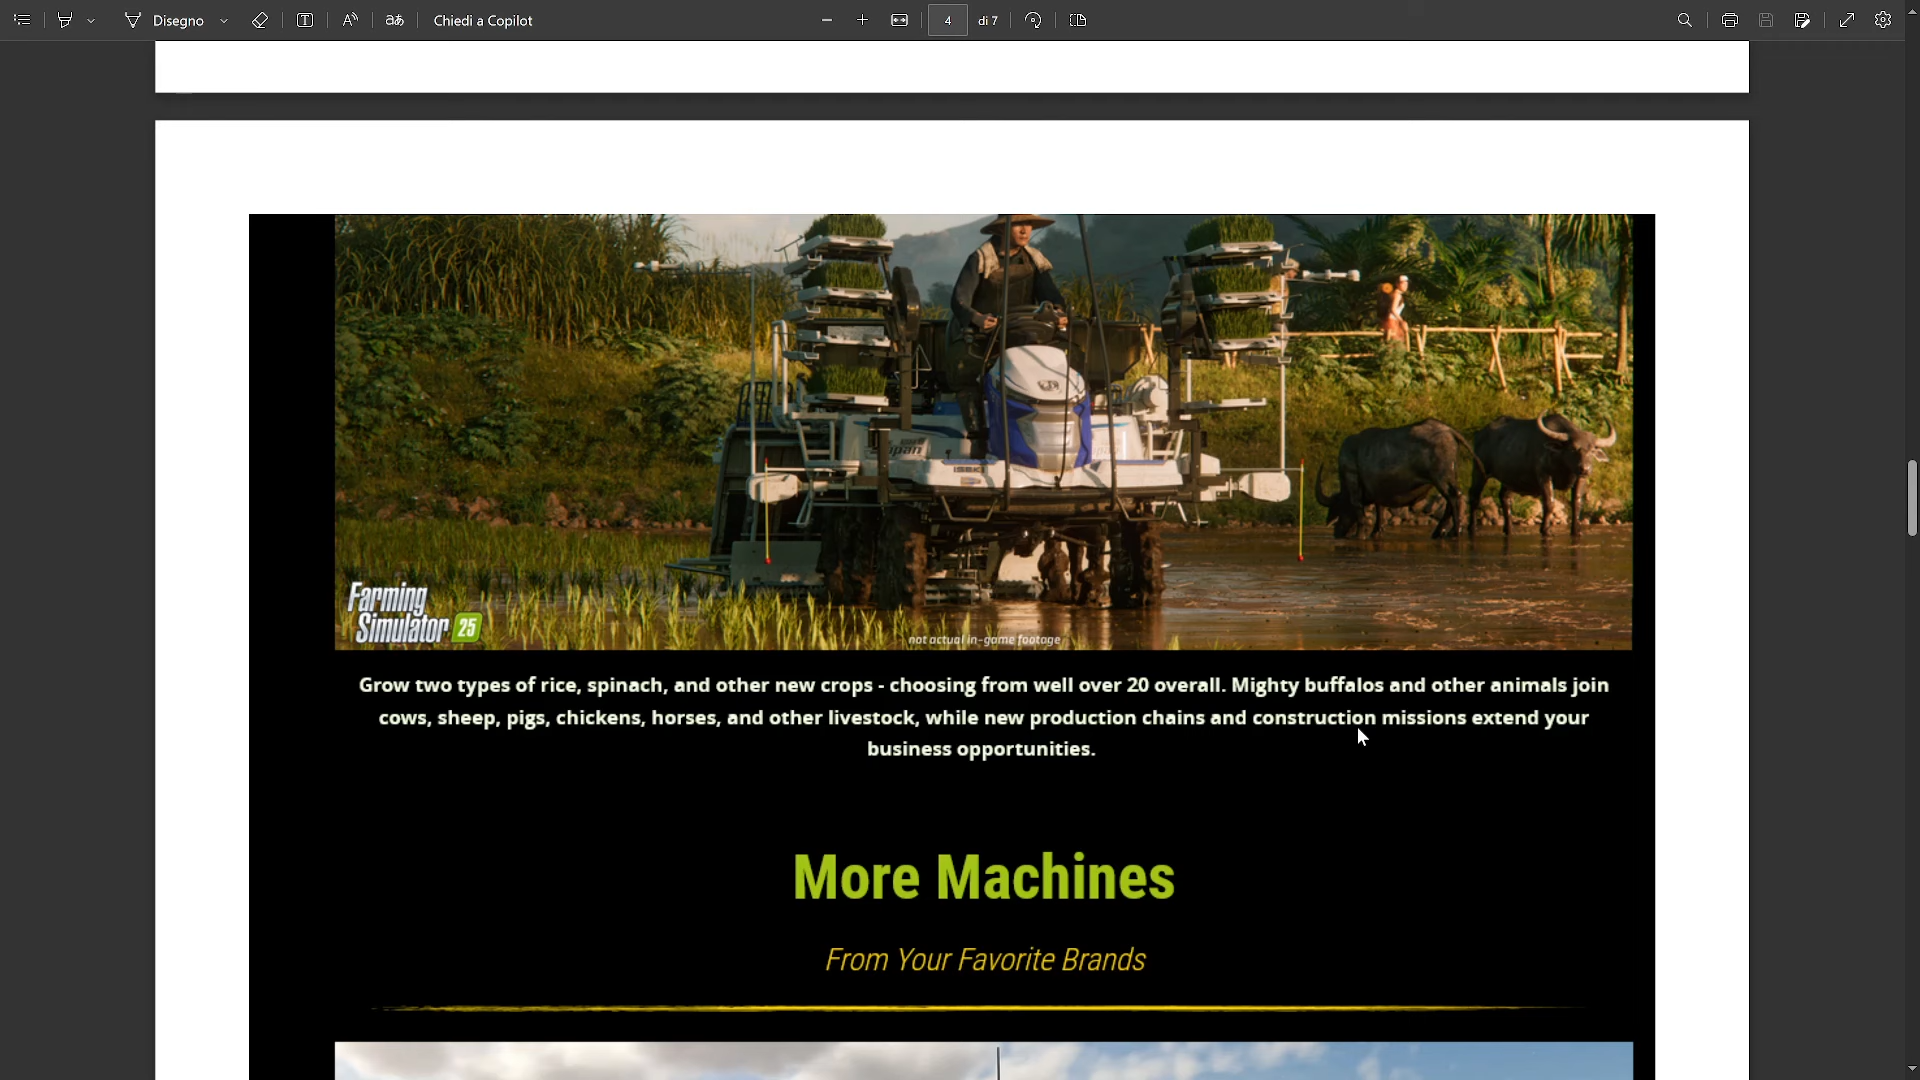 Disegno
Chiedi a Copilot
4
di 7
ISEKI
Farming
Simulator 25
not actual in-game footage
Grow two types of rice, spinach, and other new crops - choosing from well over 20 overall. Mighty buffalos and other animals join
cows, sheep, pigs, chickens, horses, and other livestock, while new production chains and construction missions extend your
business opportunities.
More Machines
From Your Favorite Brands